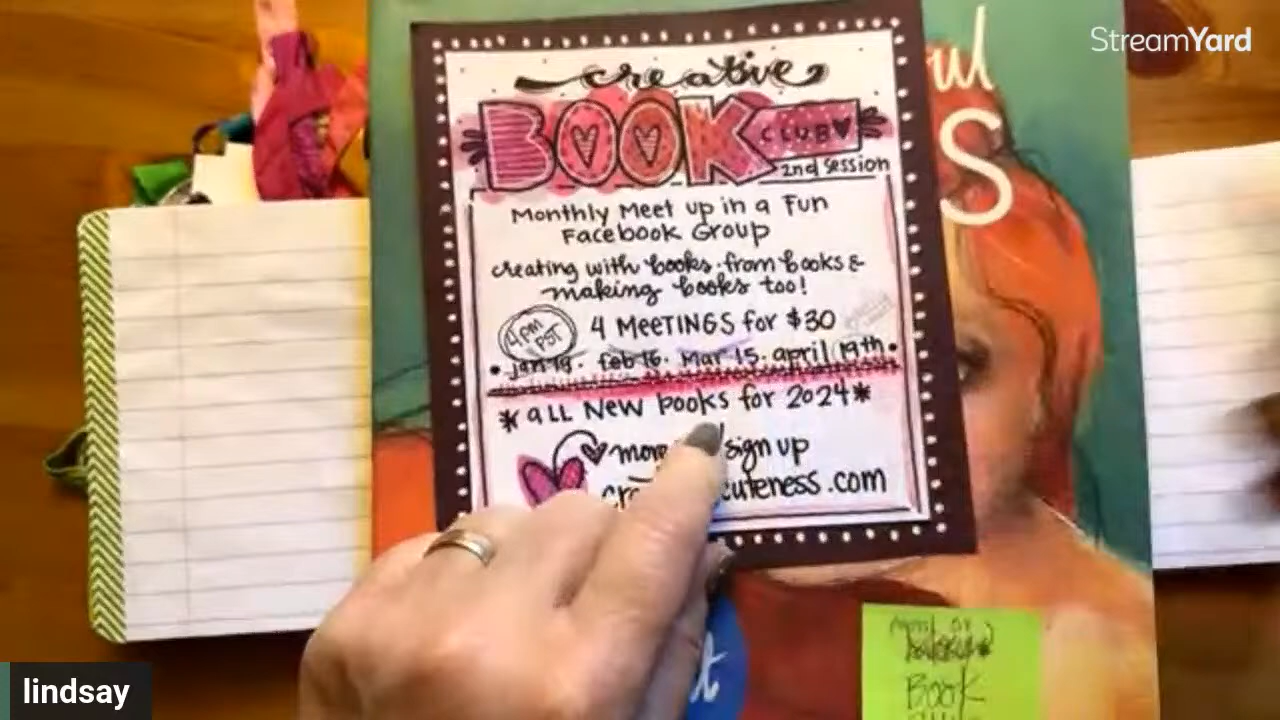 StreamYard
ul
S
creative
BOOK CLUB
2nd session
Monthly Meet up in a Fun
Facebook Group
creating with books. from books &
making books too!
4pm PST
4 MeeTINGS for $30
• jan 19. feb 16. Mar 15. april 19th •
* aLL New books for 2024 *
sign up
cuteness.com
t
BOOK
lindsay